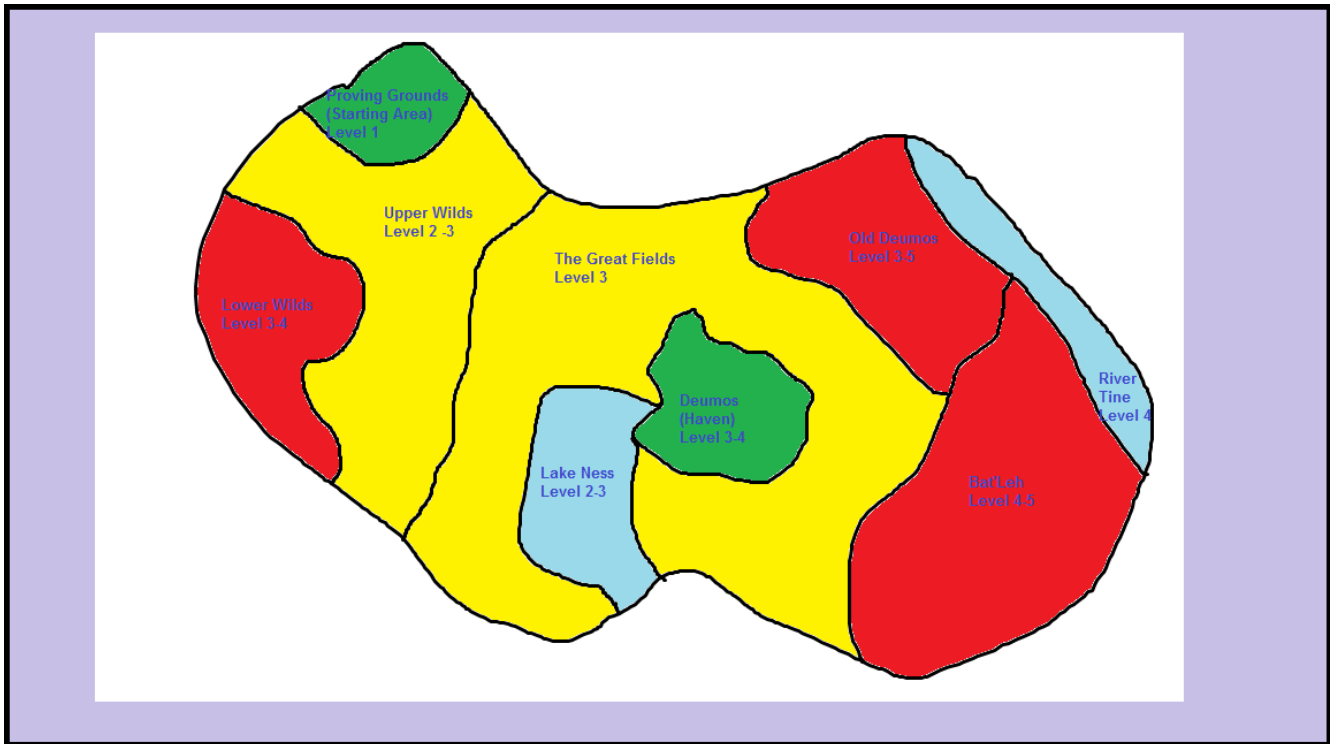 Proving Grounds
(Starting Area)
Level 1
Upper Wilds
Level 2 -3
The Great Fields
Level 3
Old Deumos
Level 3-5
Lower Wilds
Level 3-4
River
Tine
Level 4
Deumos
(Haven)
Level 3-4
Lake Ness
Level 2-3
Bat'Leh
Level 4-5